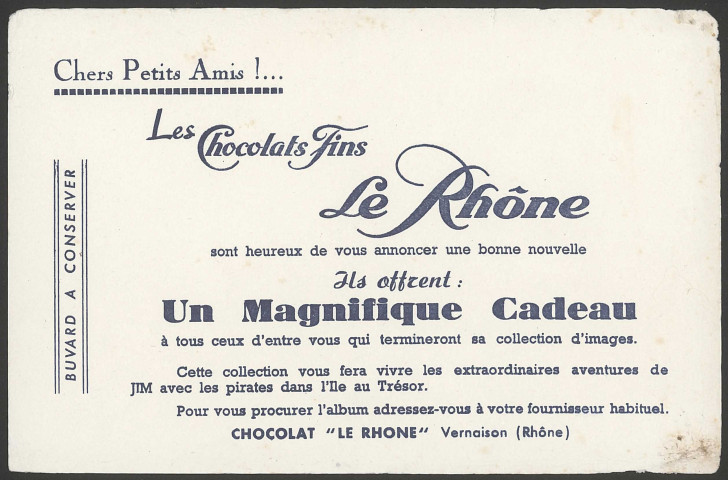 Chers Petits Amis !...
Les Chocolats Fins
Le Rhône
sont heureux de vous annoncer une bonne nouvelle
Ils offrent :
Un Magnifique Cadeau
à tous ceux d'entre vous qui termineront sa collection d'images.
Cette collection vous fera vivre les extraordinaires aventures de
JIM avec les pirates dans l'Ile au Trésor.
Pour vous procurer l'album adressez-vous à votre fournisseur habituel.
CHOCOLAT "LE RHONE" Vernaison (Rhône)
BUVARD A CONSERVER